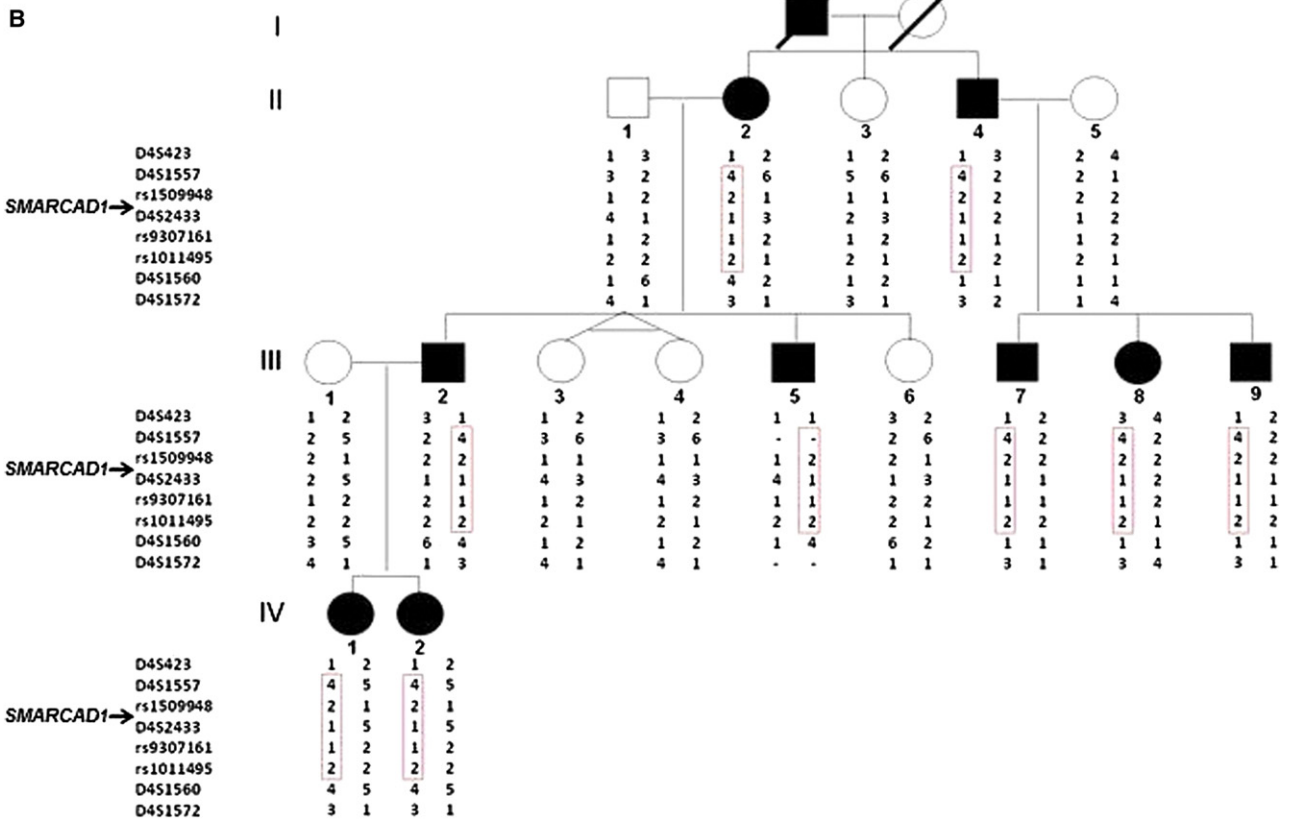 B
I
II
1 2 3 4 5
D4S423 1 3 1 2 1 2 1 3 2 4
D4S1557 3 2 4 6 5 6 4 2 2 1
rs1509948 1 2 2 1 1 1 2 2 2 2
SMARCAD1
D4S2433 4 1 1 3 2 3 1 2 1 2
rs9307161 1 2 1 2 1 2 1 1 1 2
rs1011495 2 2 2 1 2 1 2 2 2 1
D4S1560 1 6 4 2 1 2 1 1 1 1
D4S1572 4 1 3 1 3 1 3 2 1 4
III
1 2 3 4 5 6 7 8 9
D4S423 1 2 3 1 1 2 1 2 1 1 3 2 1 2 3 4 1 2
D4S1557 2 5 2 4 3 6 3 6 - - 2 6 4 2 4 2 4 2
rs1509948 2 1 2 2 1 1 1 1 1 2 2 1 2 2 2 2 2 2
SMARCAD1
D4S2433 2 5 1 1 4 3 4 3 4 1 1 3 1 1 1 2 1 1
rs9307161 1 2 2 1 1 2 1 2 1 1 2 2 1 1 1 2 1 1
rs1011495 2 2 2 2 2 1 2 1 2 2 2 1 2 2 2 1 2 2
D4S1560 3 5 6 4 1 2 1 2 1 4 6 2 1 1 1 1 1 1
D4S1572 4 1 1 3 4 1 4 1 - - 1 1 3 1 3 4 3 1
IV
1 2
D4S423 1 2 1 2
D4S1557 4 5 4 5
rs1509948 2 1 2 1
SMARCAD1
D4S2433 1 5 1 5
rs9307161 1 2 1 2
rs1011495 2 2 2 2
D4S1560 4 5 4 5
D4S1572 3 1 3 1